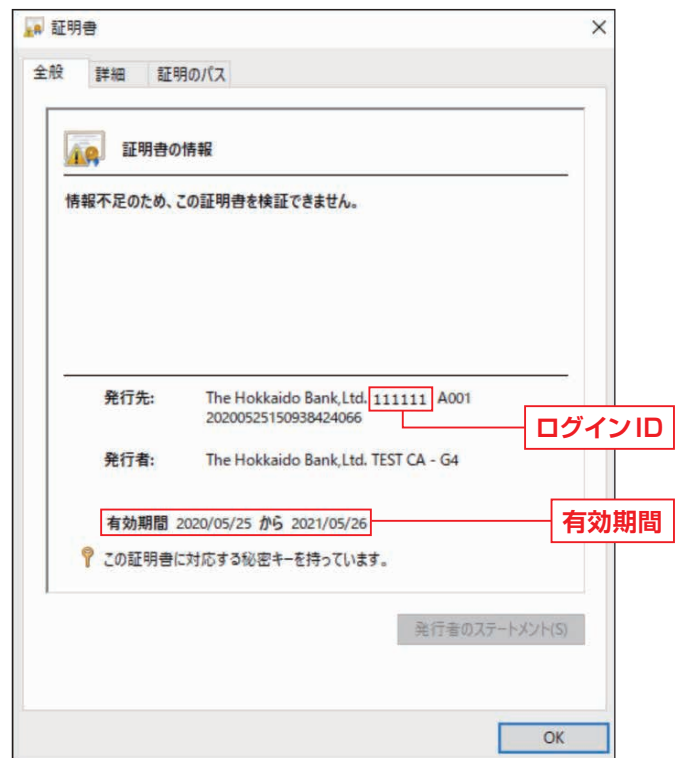 証明書
全般 詳細 証明のパス
証明書の情報
情報不足のため、この証明書を検証できません。
発行先: The Hokkaido Bank,Ltd. 111111 A001
20200525150938424066
ログインID
発行者: The Hokkaido Bank,Ltd. TEST CA - G4
有効期間 2020/05/25 から 2021/05/26
有効期間
この証明書に対応する秘密キーを持っています。
発行者のステートメント(S)
OK